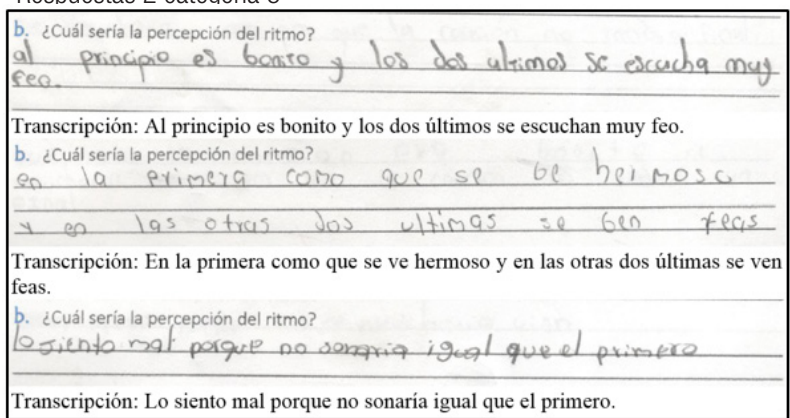 b. ¿Cuál sería la percepción del ritmo?
al principio es bonito y los dos ultimos se escucha muy
feo.
Transcripción: Al principio es bonito y los dos últimos se escuchan muy feo.
b. ¿Cuál sería la percepción del ritmo?
en la primera como que se be hermoso
y en las otras dos ultimas se ben feas
Transcripción: En la primera como que se ve hermoso y en las otras dos últimas se ven
feas.
b. ¿Cuál sería la percepción del ritmo?
lo siento mal porque no sonaria igual que el primero
Transcripción: Lo siento mal porque no sonaría igual que el primero.